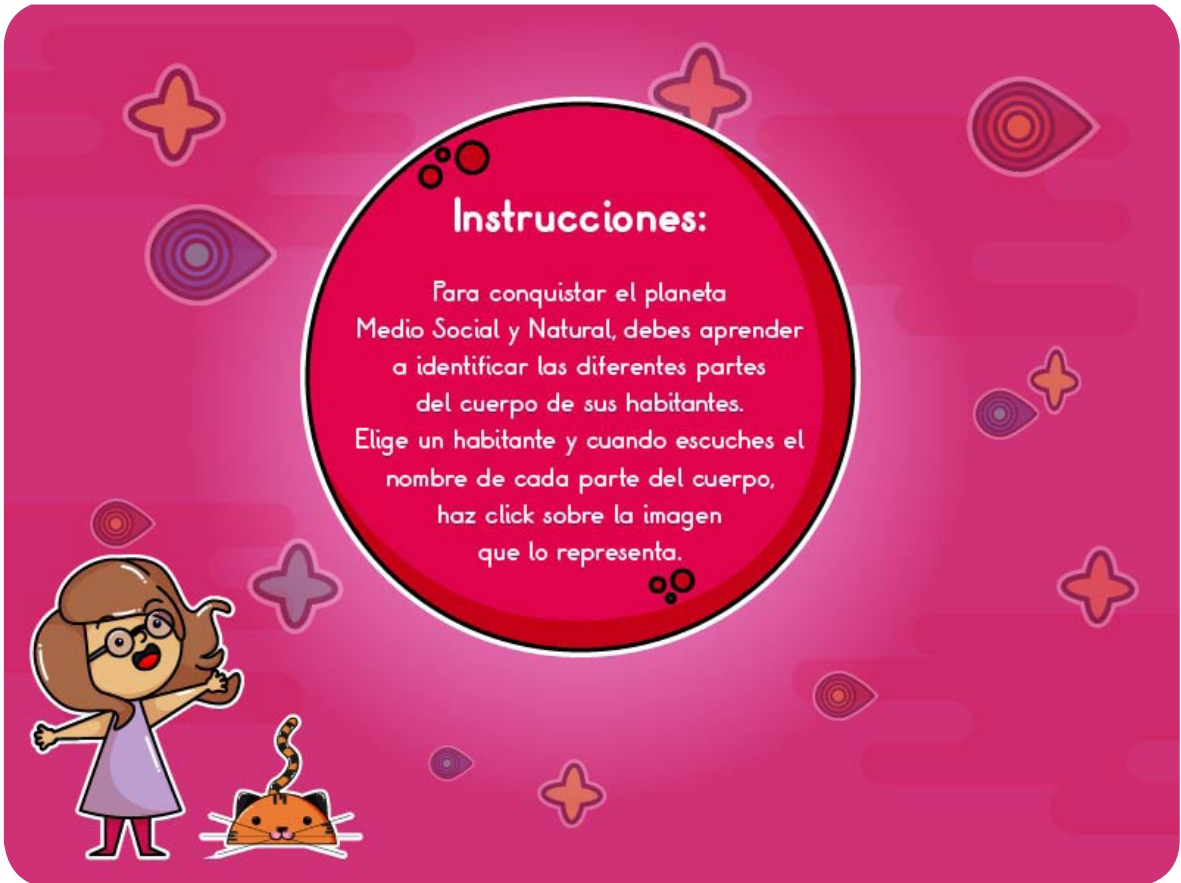 Instrucciones:
Para conquistar el planeta
Medio Social y Natural, debes aprender
a identificar las diferentes partes
del cuerpo de sus habitantes.
Elige un habitante y cuando escuches el
nombre de cada parte del cuerpo,
haz click sobre la imagen
que lo representa.